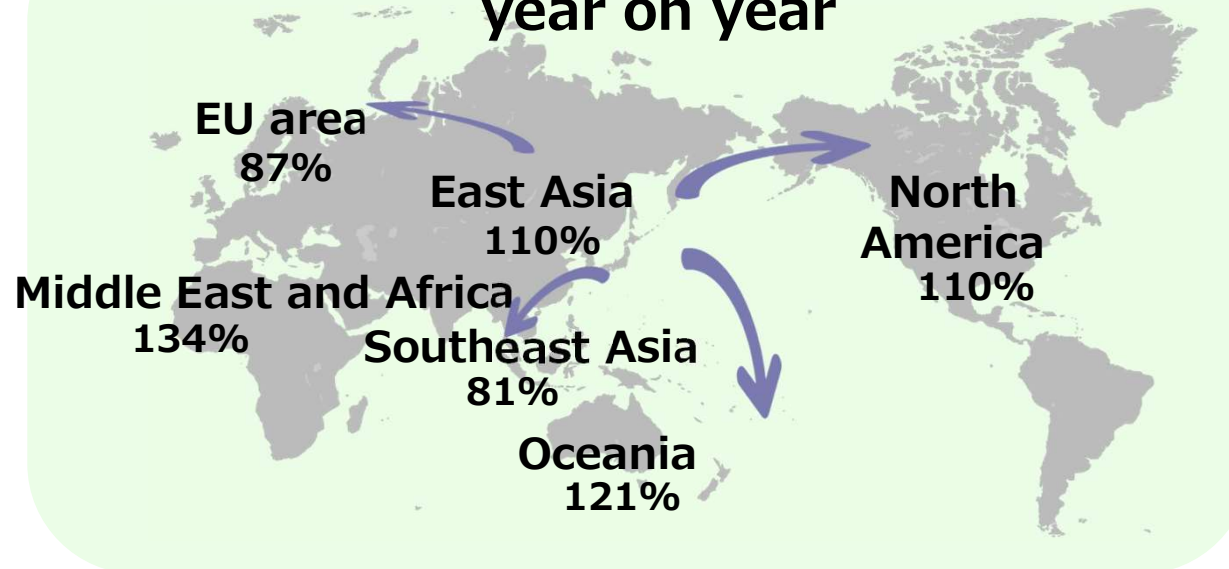 year on year
EU area
87%
East Asia
110%
North
America
110%
Middle East and Africa
134%
Southeast Asia
81%
Oceania
121%